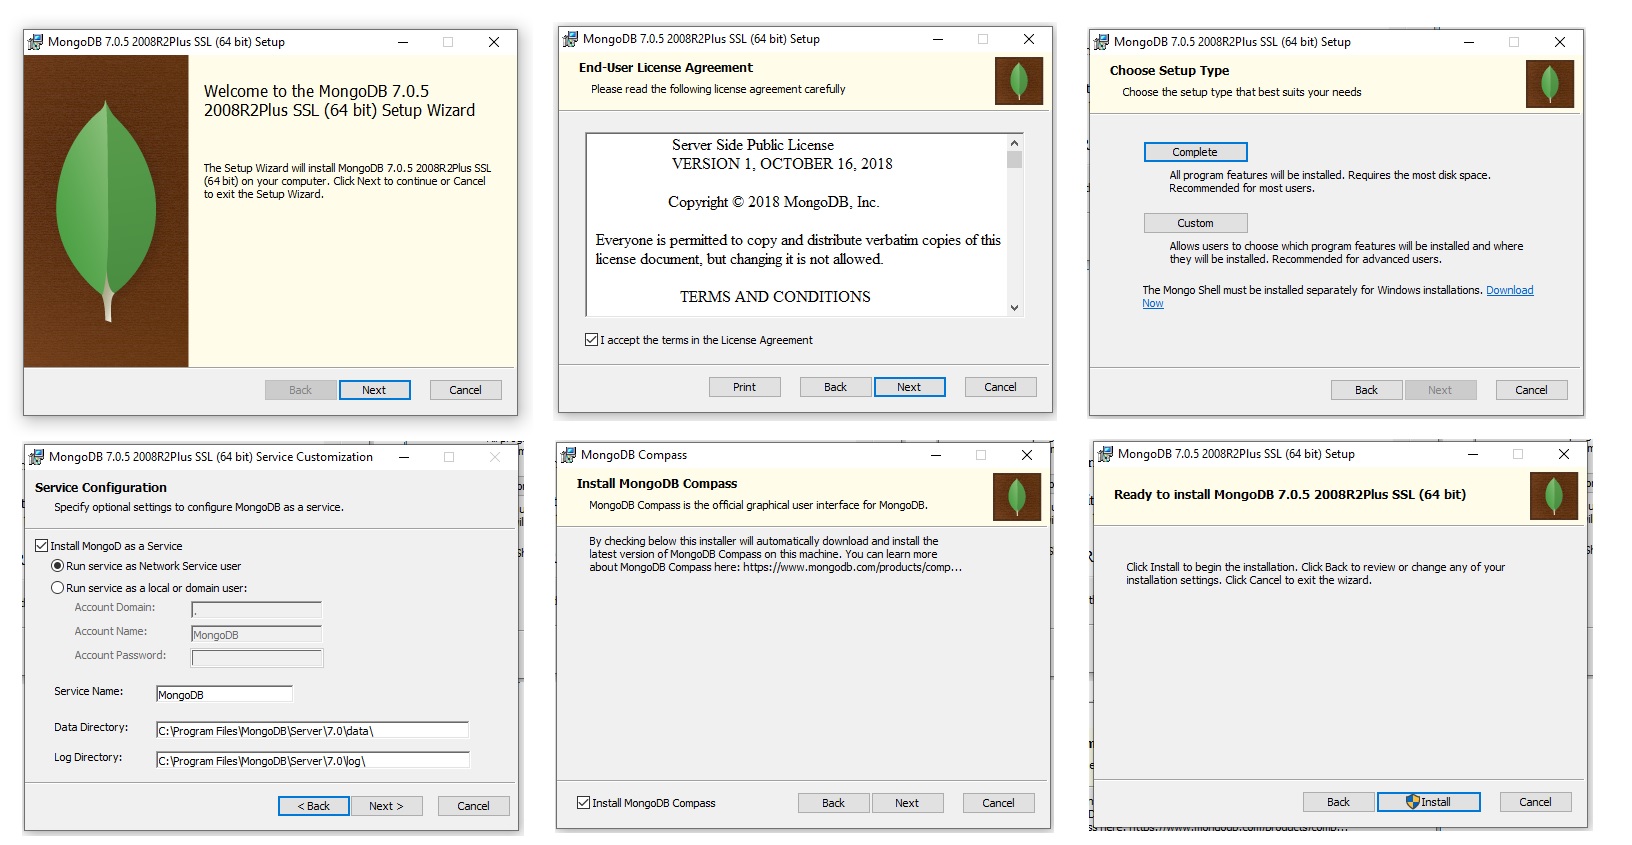 MongoDB 7.0.5 2008R2Plus SSL (64 bit) Setup
Welcome to the MongoDB 7.0.5
2008R2Plus SSL (64 bit) Setup Wizard
The Setup Wizard will install MongoDB 7.0.5 2008R2Plus SSL
(64 bit) on your computer. Click Next to continue or Cancel
to exit the Setup Wizard.
Back
Next
Cancel
MongoDB 7.0.5 2008R2Plus SSL (64 bit) Setup
End-User License Agreement
Please read the following license agreement carefully
Server Side Public License
VERSION 1, OCTOBER 16, 2018
Copyright © 2018 MongoDB, Inc.
Everyone is permitted to copy and distribute verbatim copies of this
license document, but changing it is not allowed.
TERMS AND CONDITIONS
I accept the terms in the License Agreement
Print
Back
Next
Cancel
MongoDB 7.0.5 2008R2Plus SSL (64 bit) Setup
Choose Setup Type
Choose the setup type that best suits your needs
Complete
All program features will be installed. Requires the most disk space.
Recommended for most users.
Custom
Allows users to choose which program features will be installed and where
they will be installed. Recommended for advanced users.
The Mongo Shell must be installed separately for Windows installations. Download
Now
Back
Next
Cancel
MongoDB 7.0.5 2008R2Plus SSL (64 bit) Service Customization
Service Configuration
Specify optional settings to configure MongoDB as a service.
Install MongoD as a Service
Run service as Network Service user
Run service as a local or domain user:
Account Domain: .
Account Name: MongoDB
Account Password:
Service Name: MongoDB
Data Directory: C:\Program Files\MongoDB\Server\7.0\data\
Log Directory: C:\Program Files\MongoDB\Server\7.0\log\
< Back
Next >
Cancel
MongoDB Compass
Install MongoDB Compass
MongoDB Compass is the official graphical user interface for MongoDB.
By checking below this installer will automatically download and install the
latest version of MongoDB Compass on this machine. You can learn more
about MongoDB Compass here: https://www.mongodb.com/products/comp...
Install MongoDB Compass
Back
Next
Cancel
MongoDB 7.0.5 2008R2Plus SSL (64 bit) Setup
Ready to install MongoDB 7.0.5 2008R2Plus SSL (64 bit)
Click Install to begin the installation. Click Back to review or change any of your
installation settings. Click Cancel to exit the wizard.
Back
Install
Cancel